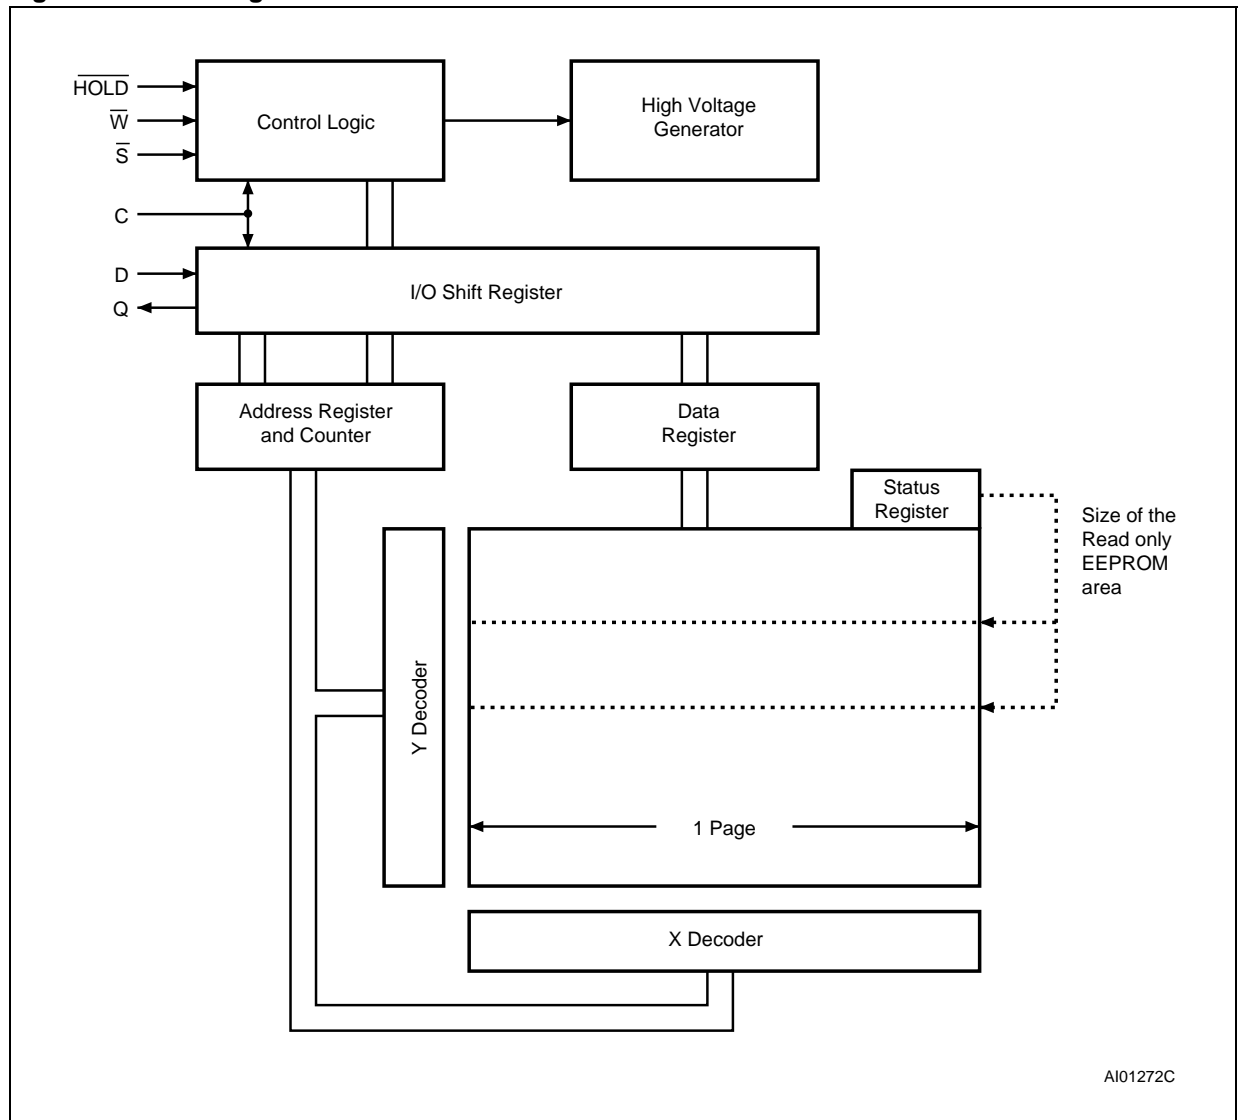 H̅O̅L̅D̅
W̅
S̅
Control Logic
High Voltage
Generator
C
D
Q
I/O Shift Register
Address Register
and Counter
Data
Register
Status
Register
Size of the
Read only
EEPROM
area
Y Decoder
1 Page
X Decoder
AI01272C